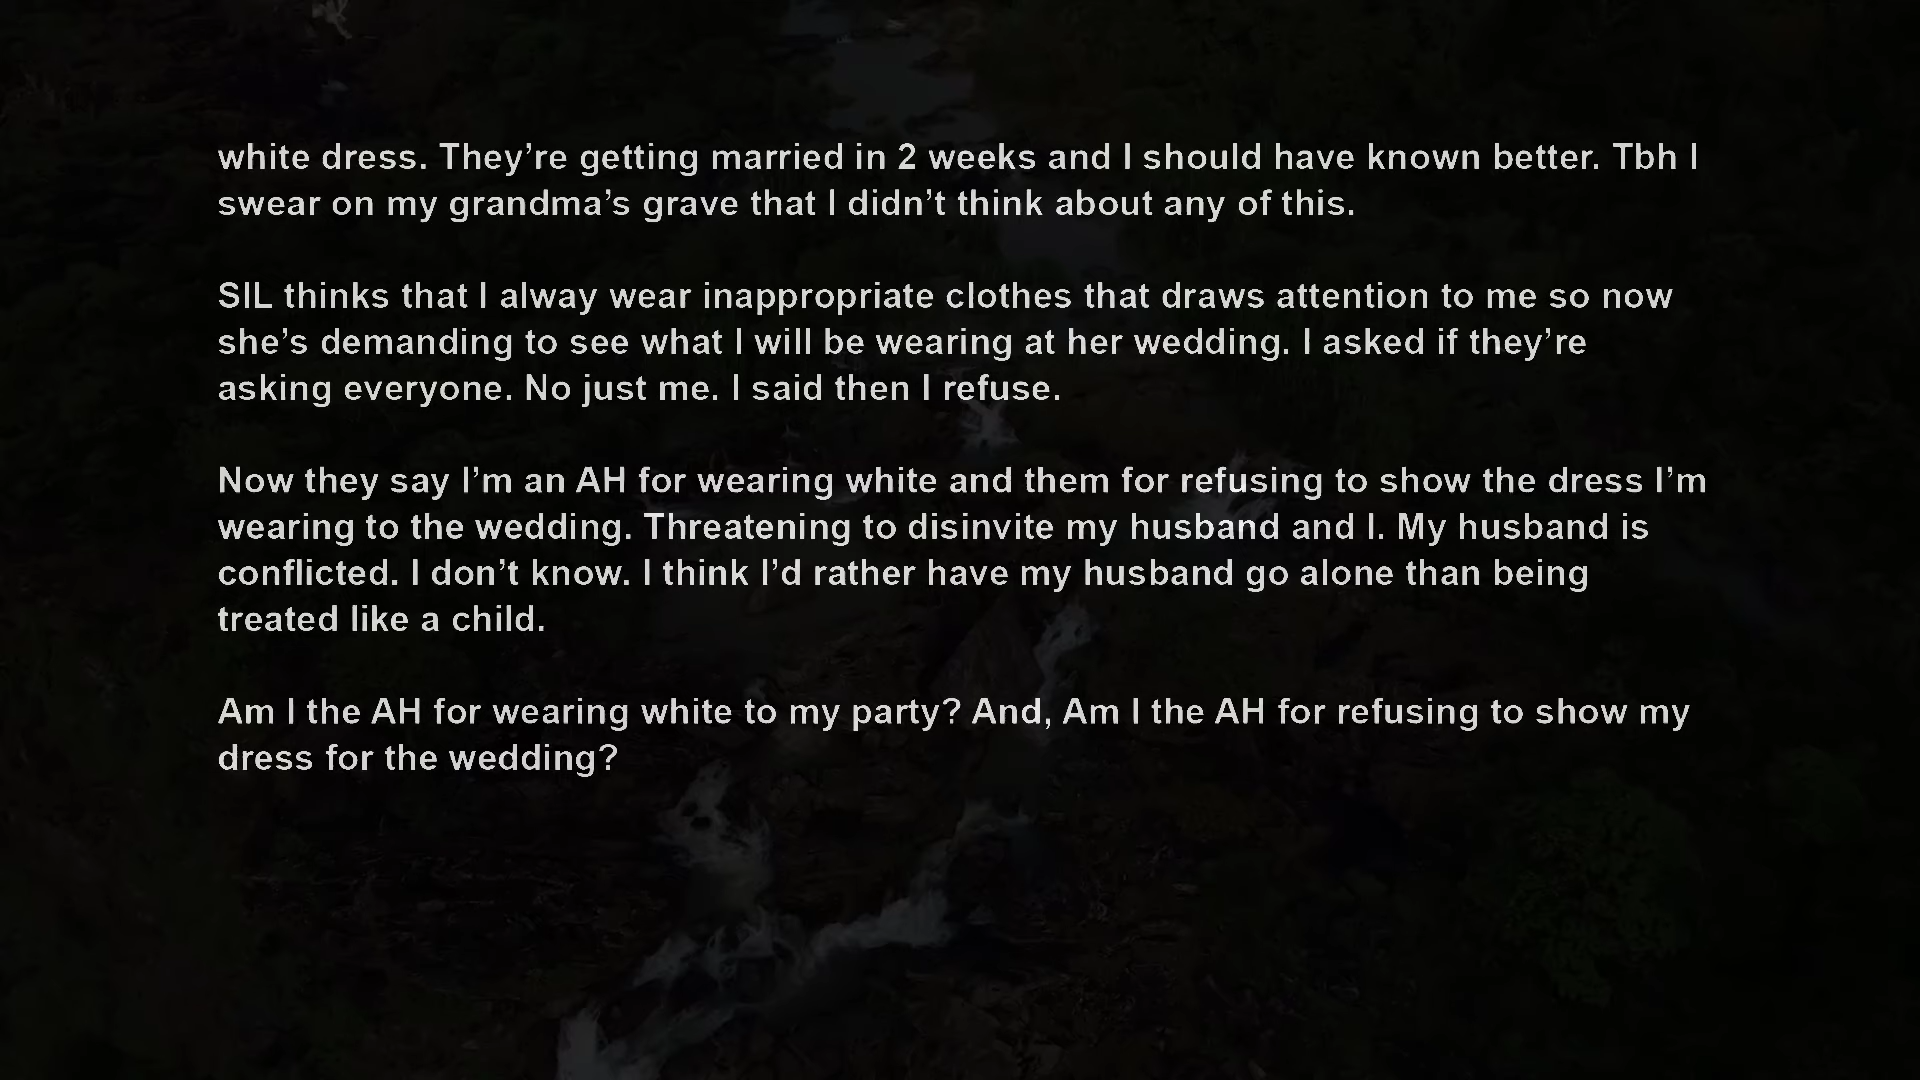 white dress. They’re getting married in 2 weeks and I should have known better. Tbh I
swear on my grandma’s grave that I didn’t think about any of this.
SIL thinks that I alway wear inappropriate clothes that draws attention to me so now
she’s demanding to see what I will be wearing at her wedding. I asked if they’re
asking everyone. No just me. I said then I refuse.
Now they say I’m an AH for wearing white and them for refusing to show the dress I’m
wearing to the wedding. Threatening to disinvite my husband and I. My husband is
conflicted. I don’t know. I think I’d rather have my husband go alone than being
treated like a child.
Am I the AH for wearing white to my party? And, Am I the AH for refusing to show my
dress for the wedding?